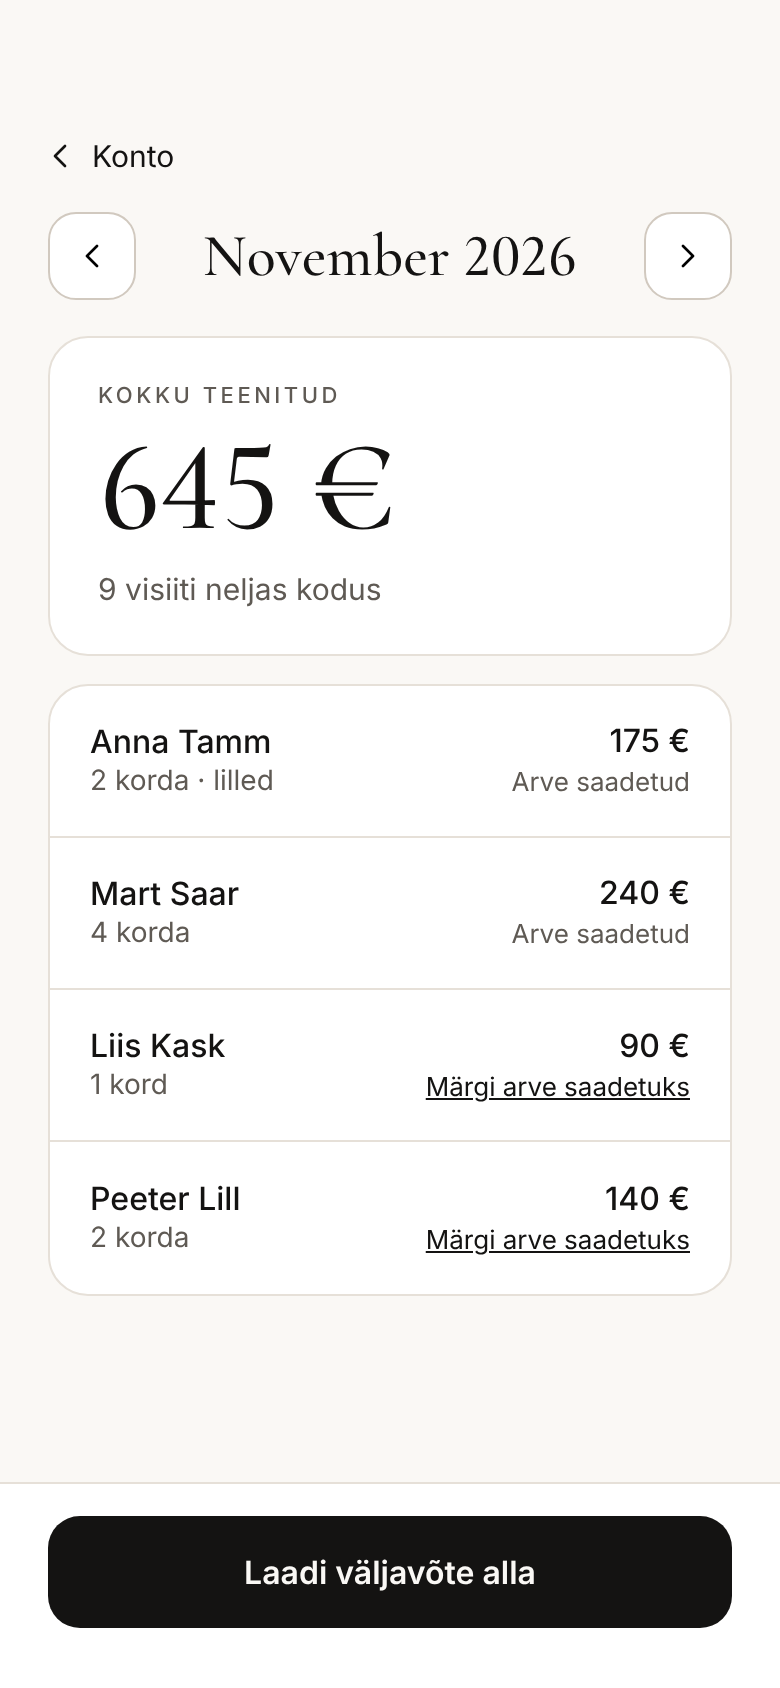 Konto
November 2026
KOKKU TEENITUD
645 €
9 visiiti neljas kodus
Anna Tamm
175 €
2 korda · lilled
Arve saadetud
Mart Saar
240 €
4 korda
Arve saadetud
Liis Kask
90 €
1 kord
Märgi arve saadetuks
Peeter Lill
140 €
2 korda
Märgi arve saadetuks
Laadi väljavõte alla